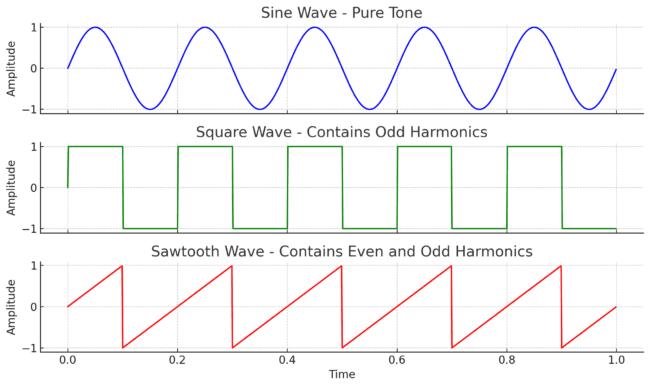 Sine Wave - Pure Tone
1
0
−1
Amplitude
Square Wave - Contains Odd Harmonics
1
0
−1
Amplitude
Sawtooth Wave - Contains Even and Odd Harmonics
1
0
−1
Amplitude
0.0 0.2 0.4 0.6 0.8 1.0
Time